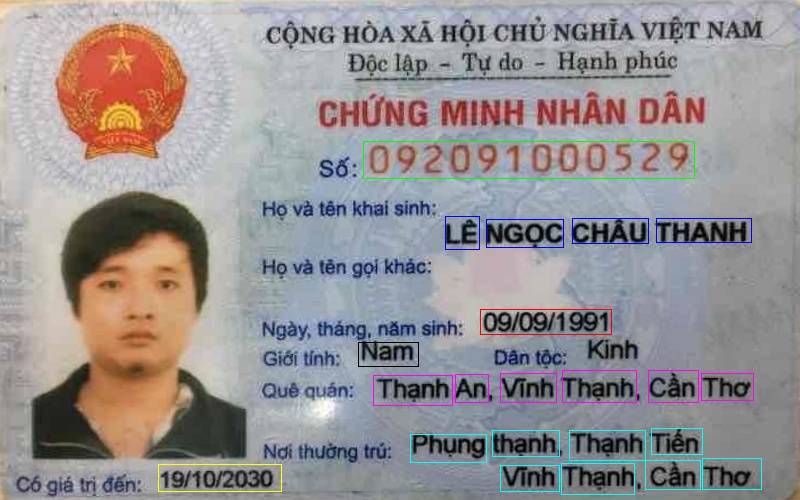 CỘNG HÒA XÃ HỘI CHỦ NGHĨA VIỆT NAM
Độc lập - Tự do - Hạnh phúc
CHỨNG MINH NHÂN DÂN
Số: 092091000529
Họ và tên khai sinh:
LÊ NGỌC CHÂU THANH
Họ và tên gọi khác:
Ngày, tháng, năm sinh: 09/09/1991
Giới tính: Nam Dân tộc: Kinh
Quê quán: Thạnh An, Vĩnh Thạnh, Cần Thơ
Nơi thường trú: Phụng thạnh, Thạnh Tiến
Vĩnh Thạnh, Cần Thơ
Có giá trị đến: 19/10/2030
VIỆT NAM